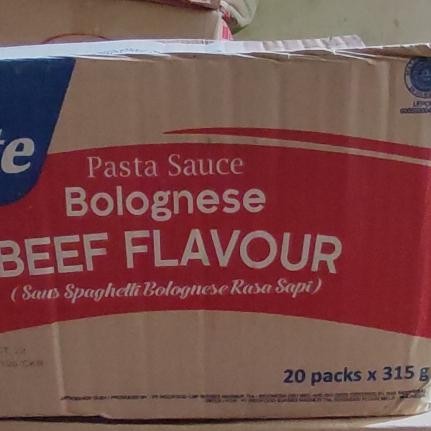 te
Pasta Sauce
Bolognese
BEEF FLAVOUR
(Saus Spaghetti Bolognese Rasa Sapi)
20 packs x 315 g